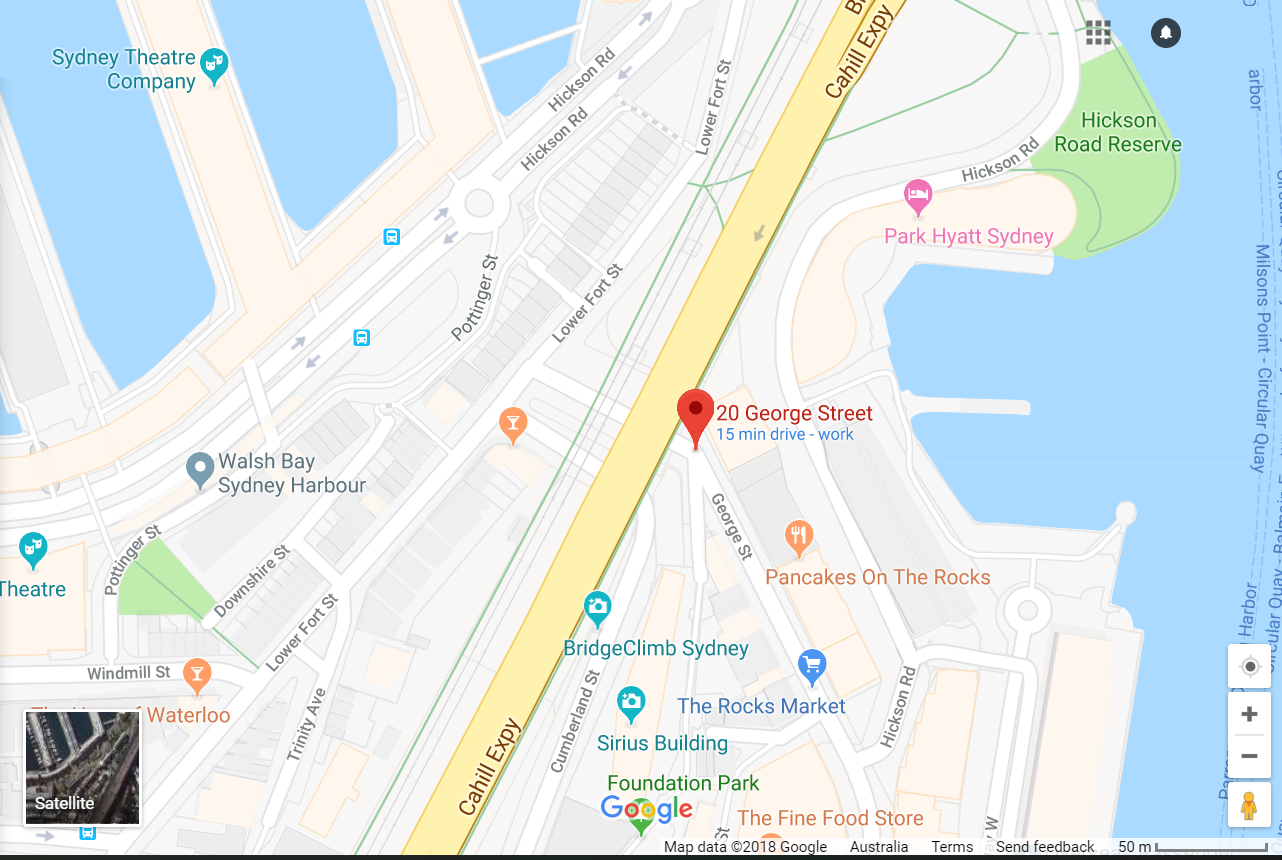 Cahill Expy
Sydney Theatre
Company
Hickson Rd
Hickson Rd
Lower Fort St
arbor
Hickson
Road Reserve
Hickson Rd
Park Hyatt Sydney
Pottinger St
Lower Fort St
Milsons Point - Circular Quay
20 George Street
15 min drive - work
Walsh Bay
Sydney Harbour
George St
Pottinger St
Downshire St
Pancakes On The Rocks
Theatre
Lower Fort St
Harbor
BridgeClimb Sydney
Windmill St
The Rocks Market
of Waterloo
Trinity Ave
Cumberland St
Hickson Rd
Sirius Building
Cahill Expy
Foundation Park
Google
Satellite
The Fine Food Store
St
Map data ©2018 Google Australia Terms Send feedback 50 m